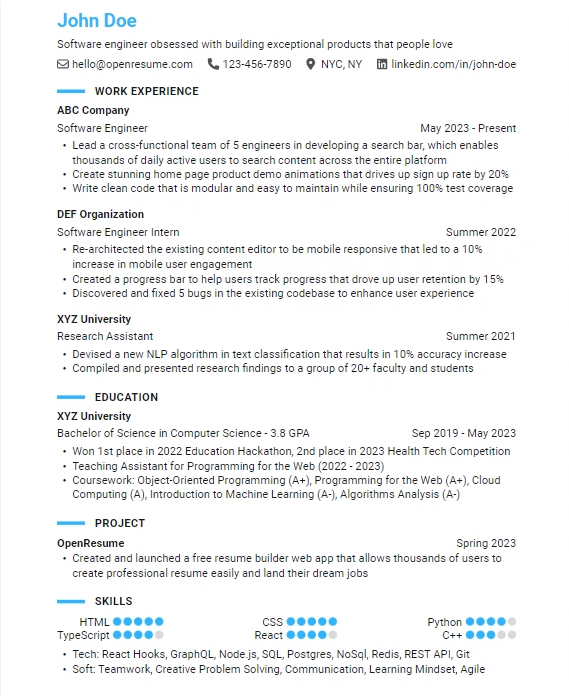 John Doe
Software engineer obsessed with building exceptional products that people love
hello@openresume.com 123-456-7890 NYC, NY linkedin.com/in/john-doe
WORK EXPERIENCE
ABC Company
Software Engineer May 2023 - Present
• Lead a cross-functional team of 5 engineers in developing a search bar, which enables
thousands of daily active users to search content across the entire platform
• Create stunning home page product demo animations that drives up sign up rate by 20%
• Write clean code that is modular and easy to maintain while ensuring 100% test coverage
DEF Organization
Software Engineer Intern Summer 2022
• Re-architected the existing content editor to be mobile responsive that led to a 10%
increase in mobile user engagement
• Created a progress bar to help users track progress that drove up user retention by 15%
• Discovered and fixed 5 bugs in the existing codebase to enhance user experience
XYZ University
Research Assistant Summer 2021
• Devised a new NLP algorithm in text classification that results in 10% accuracy increase
• Compiled and presented research findings to a group of 20+ faculty and students
EDUCATION
XYZ University
Bachelor of Science in Computer Science - 3.8 GPA Sep 2019 - May 2023
• Won 1st place in 2022 Education Hackathon, 2nd place in 2023 Health Tech Competition
• Teaching Assistant for Programming for the Web (2022 - 2023)
• Coursework: Object-Oriented Programming (A+), Programming for the Web (A+), Cloud
Computing (A), Introduction to Machine Learning (A-), Algorithms Analysis (A-)
PROJECT
OpenResume Spring 2023
• Created and launched a free resume builder web app that allows thousands of users to
create professional resume easily and land their dream jobs
SKILLS
HTML CSS Python
TypeScript React C++
• Tech: React Hooks, GraphQL, Node.js, SQL, Postgres, NoSql, Redis, REST API, Git
• Soft: Teamwork, Creative Problem Solving, Communication, Learning Mindset, Agile